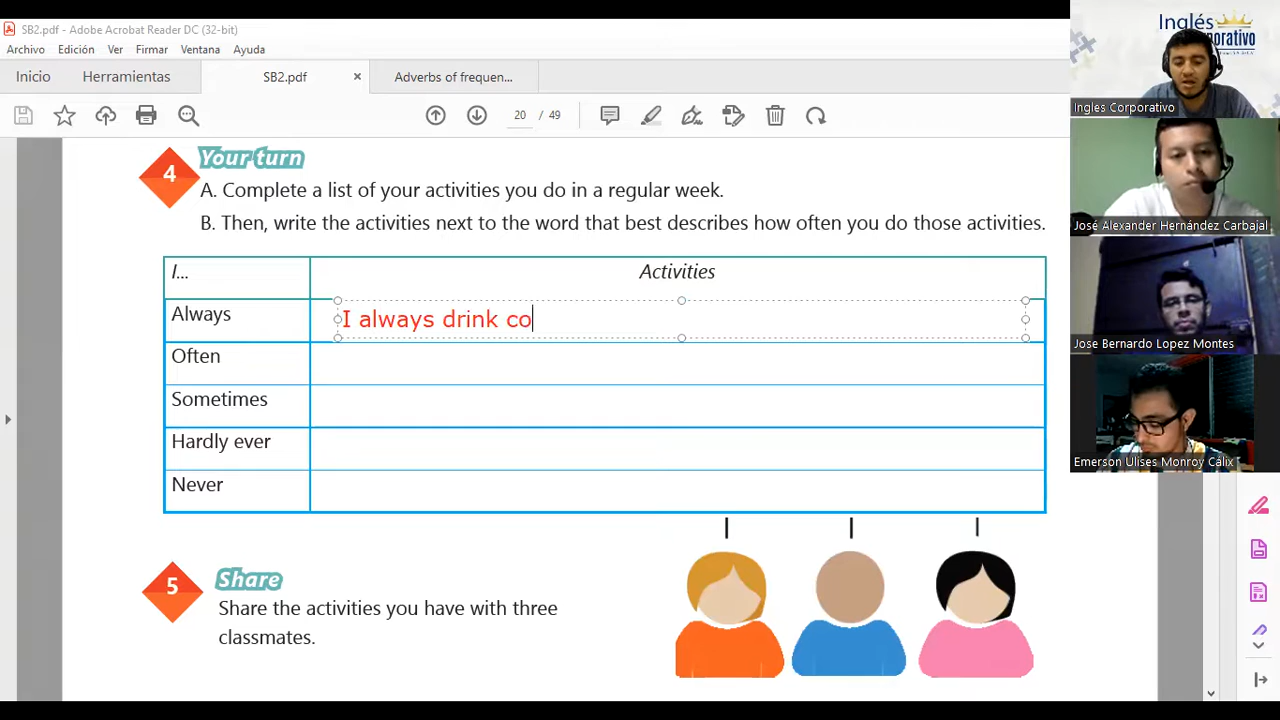 SB2.pdf - Adobe Acrobat Reader DC (32-bit)
Archivo Edición Ver Firmar Ventana Ayuda
Inicio Herramientas SB2.pdf × Adverbs of frequen...
20 / 49
4 Your turn
A. Complete a list of your activities you do in a regular week.
B. Then, write the activities next to the word that best describes how often you do those activities.
I... Activities
Always I always drink co
Often
Sometimes
Hardly ever
Never
5 Share
Share the activities you have with three
classmates.
Inglés
Ingles Corporativo
José Alexander Hernández Carbajal
Jose Bernardo Lopez Montes
Emerson Ulises Monroy Cálix